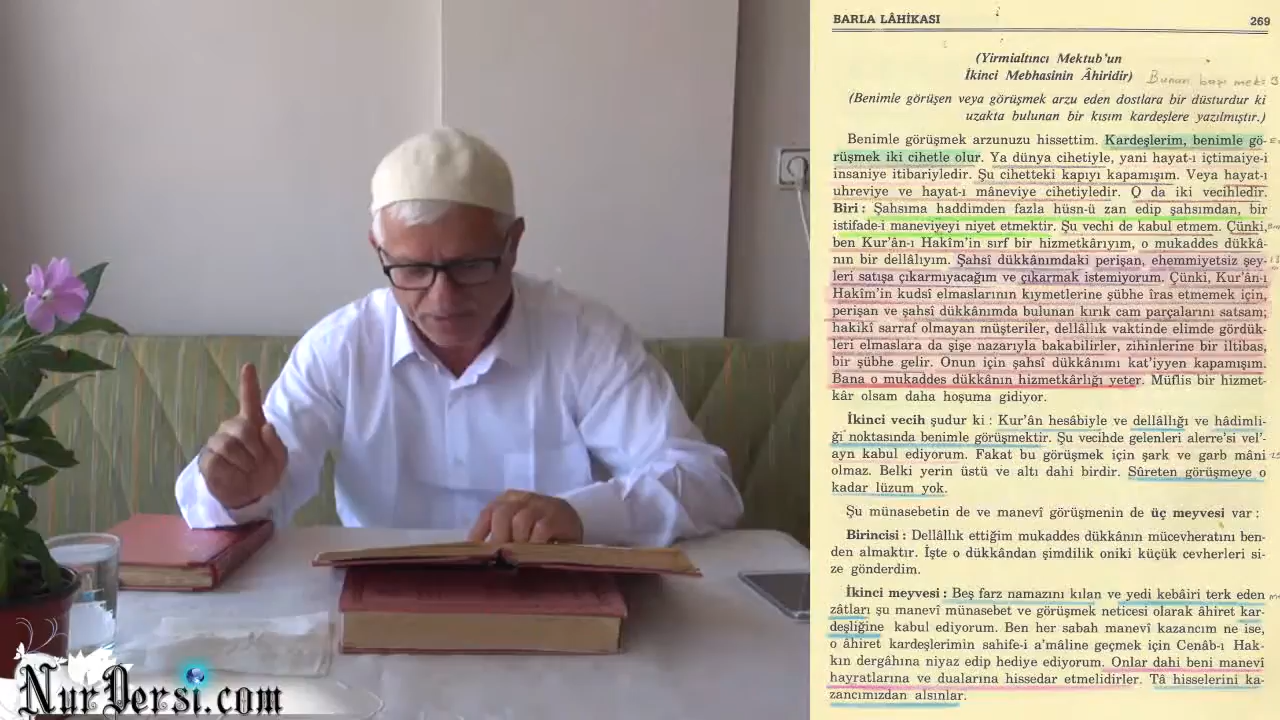 BARLA LÂHİKASI 269
(Yirmialtıncı Mektub'un
İkinci Mebhasinin Âhiridir) Bunun başı mek:
(Benimle görüşen veya görüşmek arzu eden dostlara bir düsturdur ki
uzakta bulunan bir kısım kardeşlere yazılmıştır.)
Benimle görüşmek arzunuzu hissettim. Kardeşlerim, benimle gö-
rüşmek iki cihetle olur. Ya dünya cihetiyle, yani hayat-ı içtimaiye-i
insaniye itibariyledir. Şu cihetteki kapıyı kapamışım. Veya hayat-ı
uhreviye ve hayat-ı mâneviye cihetiyledir. O da iki vecihledir.
Biri : Şahsıma haddimden fazla hüsn-ü zan edip şahsımdan, bir
istifade-i maneviyeyi niyet etmektir. Şu vechi de kabul etmem. Çünki,
ben Kur'ân-ı Hakîm'in sırf bir hizmetkârıyım, o mukaddes dükkâ-
nın bir dellâlıyım. Şahsî dükkânımdaki perişan, ehemmiyetsiz şey-
leri satışa çıkarmıyacağım ve çıkarmak istemiyorum. Çünki, Kur'ân-ı
Hakîm'in kudsî elmaslarının kıymetlerine şübhe îras etmemek için,
perişan ve şahsî dükkânımda bulunan kırık cam parçalarını satsam;
hakikî sarraf olmayan müşteriler, dellâllık vaktinde elimde gördük-
leri elmaslara da şişe nazarıyla bakabilirler, zihinlerine bir iltibas,
bir şübhe gelir. Onun için şahsî dükkânımı kat'iyyen kapamışım.
Bana o mukaddes dükkânın hizmetkârlığı yeter. Müflis bir hizmet-
kâr olsam daha hoşuma gidiyor.
İkinci vecih şudur ki : Kur'ân hesâbiyle ve dellâllığı ve hâdimli-
ği noktasında benimle görüşmektir. Şu vecihde gelenleri alerre'si vel'-
ayn kabul ediyorum. Fakat bu görüşmek için şark ve garb mâni
olmaz. Belki yerin üstü ve altı dahi birdir. Sûreten görüşmeye o
kadar lüzum yok.
Şu münasebetin de ve manevî görüşmenin de üç meyvesi var :
Birincisi : Dellâllık ettiğim mukaddes dükkânın mücevheratını ben-
den almaktır. İşte o dükkândan şimdilik oniki küçük cevherleri si-
ze gönderdim.
İkinci meyvesi : Beş farz namazını kılan ve yedi kebâiri terk eden
zâtları şu manevî münasebet ve görüşmek neticesi olarak âhiret kar-
deşliğine kabul ediyorum. Ben her sabah manevî kazancım ne ise,
o âhiret kardeşlerimin sahife-i a'mâline geçmek için Cenâb-ı Hak-
kın dergâhına niyaz edip hediye ediyorum. Onlar dahi beni manevî
hayratlarına ve dualarına hissedar etmelidirler. Tâ hisselerini ka-
zancımızdan alsınlar.
NurDersi.com